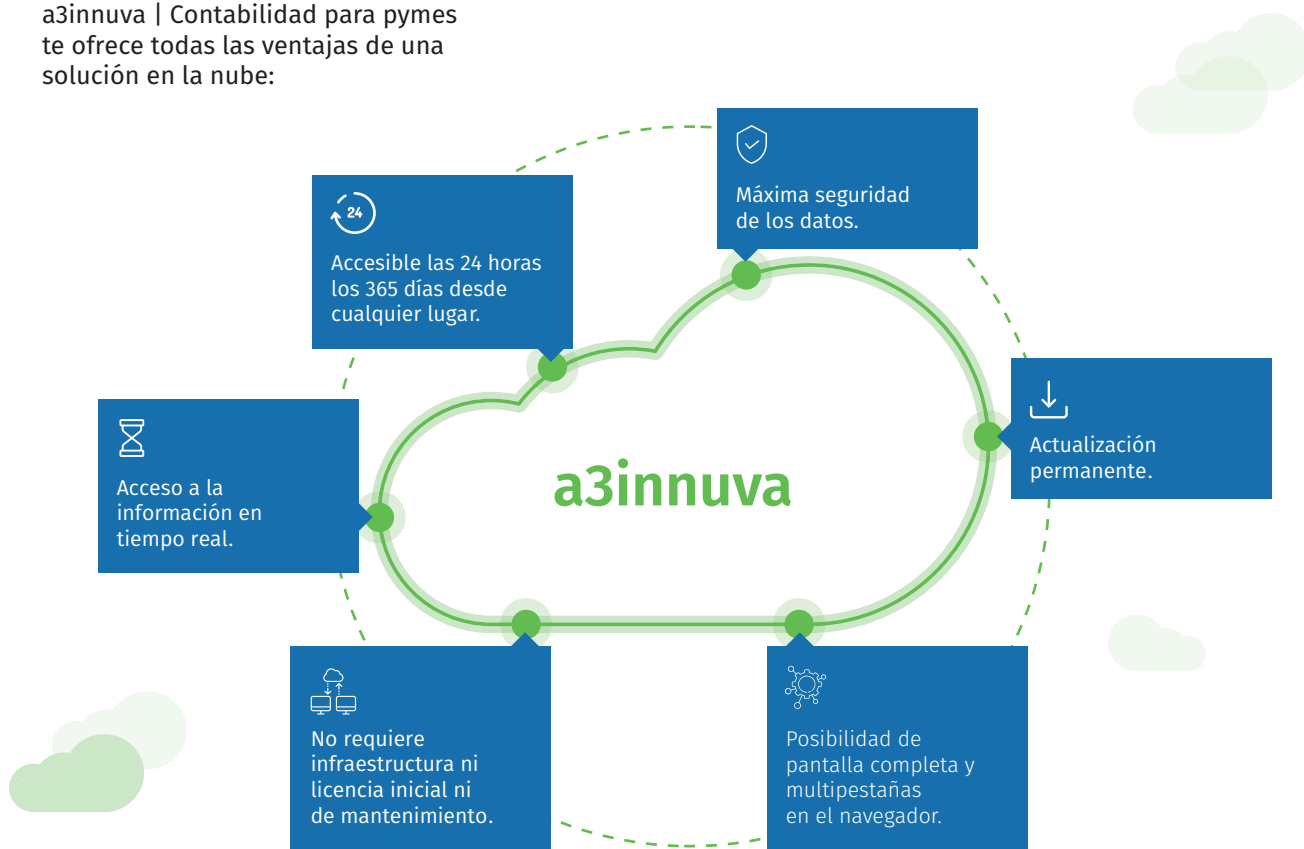 a3innuva | Contabilidad para pymes
te ofrece todas las ventajas de una
solución en la nube:
Máxima seguridad
de los datos.
24
Accesible las 24 horas
los 365 días desde
cualquier lugar.
Actualización
permanente.
Acceso a la
información en
tiempo real.
a3innuva
No requiere
infraestructura ni
licencia inicial ni
de mantenimiento.
Posibilidad de
pantalla completa y
multipestañas
en el navegador.